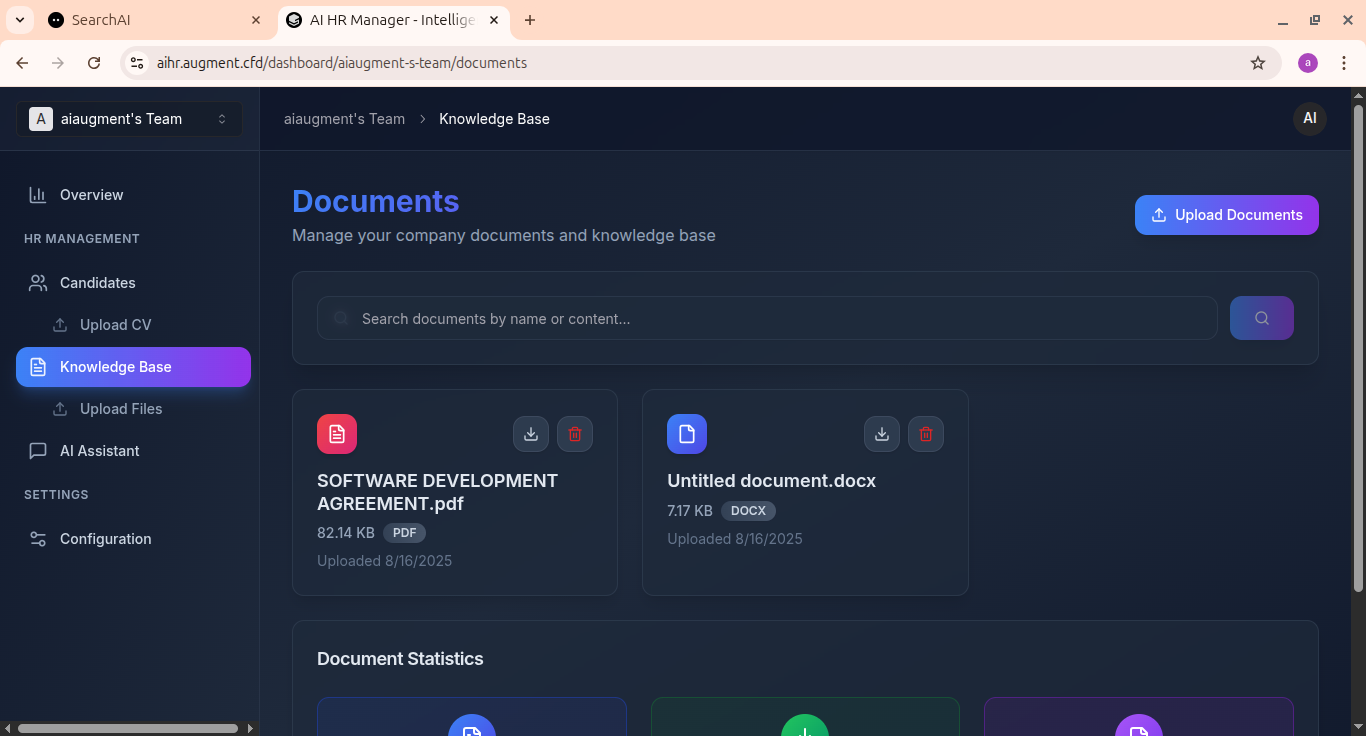 SearchAI
AI HR Manager - Intellige
aihr.augment.cfd/dashboard/aiaugment-s-team/documents
a
A
aiaugment's Team
aiaugment's Team
Knowledge Base
AI
Overview
HR MANAGEMENT
Candidates
Upload CV
Knowledge Base
Upload Files
AI Assistant
SETTINGS
Configuration
Documents
Manage your company documents and knowledge base
Upload Documents
Search documents by name or content...
SOFTWARE DEVELOPMENT
AGREEMENT.pdf
82.14 KB
PDF
Uploaded 8/16/2025
Untitled document.docx
7.17 KB
DOCX
Uploaded 8/16/2025
Document Statistics